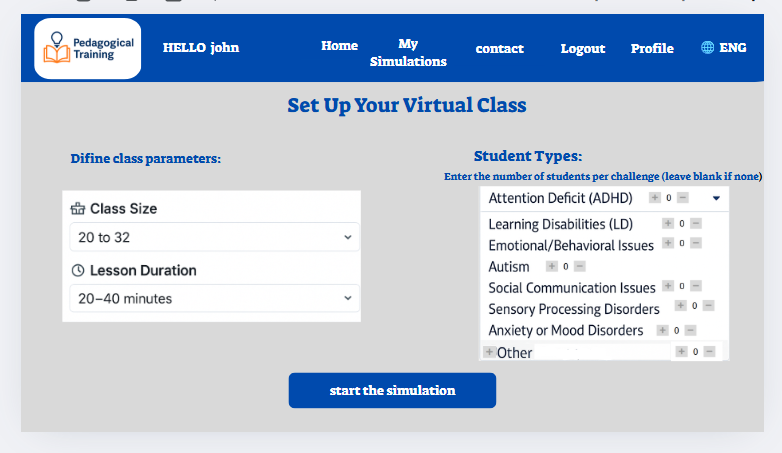 Pedagogical
Training
HELLO john
Home
My
Simulations
contact
Logout
Profile
ENG
Set Up Your Virtual Class
Difine class parameters:
Student Types:
Enter the number of students per challenge (leave blank if none)
Class Size
20 to 32
Lesson Duration
20–40 minutes
Attention Deficit (ADHD) + 0 −
Learning Disabilities (LD) + 0 −
Emotional/Behavioral Issues + 0 −
Autism + 0 −
Social Communication Issues + 0 −
Sensory Processing Disorders + 0 −
Anxiety or Mood Disorders + 0 −
+ Other + 0 −
start the simulation